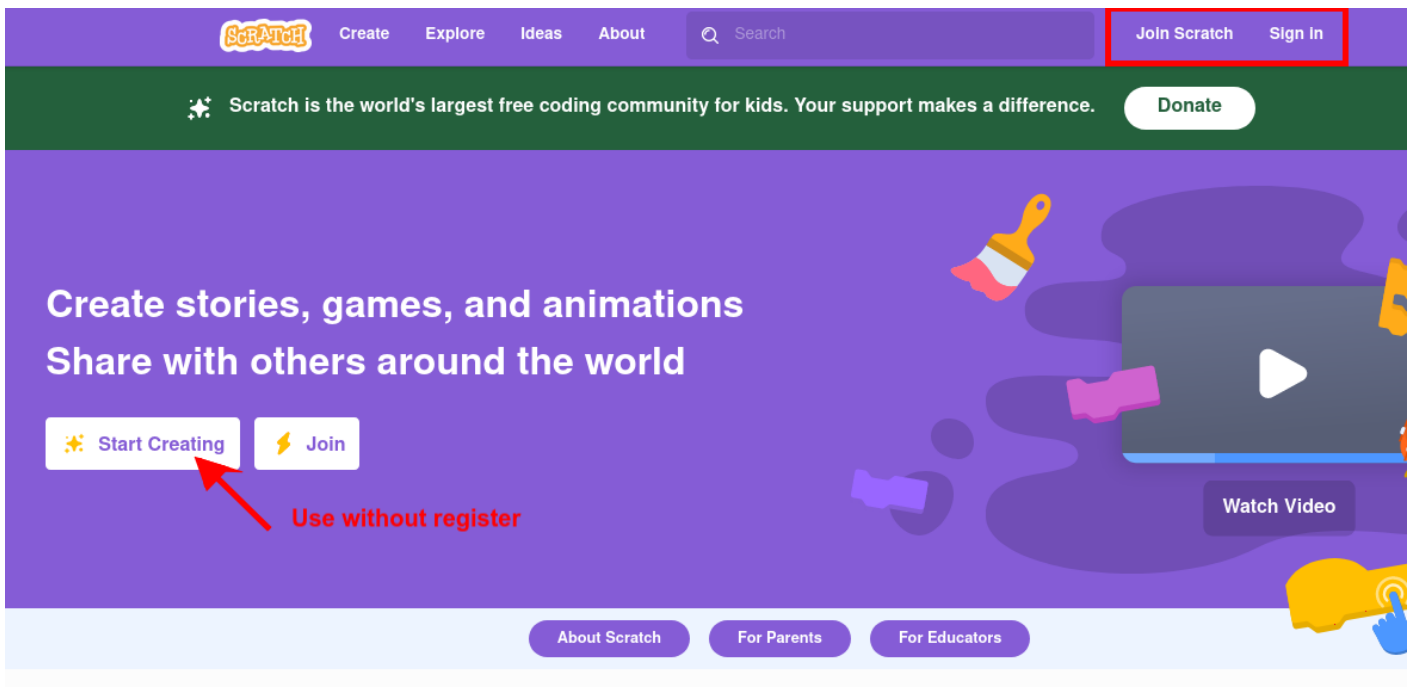 SCRATCH Create Explore Ideas About Search Join Scratch Sign in
Scratch is the world's largest free coding community for kids. Your support makes a difference. Donate
Create stories, games, and animations
Share with others around the world
Start Creating Join
Use without register
Watch Video
About Scratch For Parents For Educators